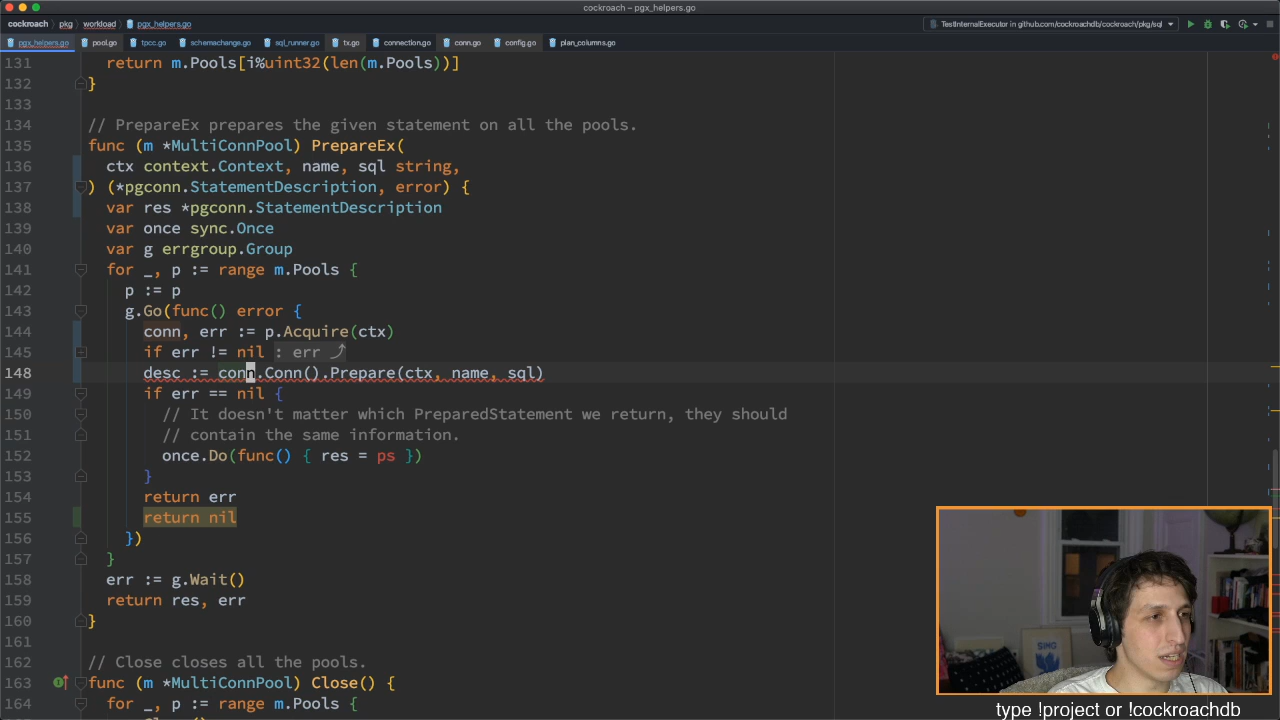 cockroach – pgx_helpers.go
cockroach pkg workload pgx_helpers.go
TestInternalExecutor in github.com/cockroachdb/cockroach/pkg/sql
pgx_helpers.go pool.go tpcc.go schemachange.go sql_runner.go tx.go connection.go conn.go config.go plan_columns.go
131 return m.Pools[i%uint32(len(m.Pools))]
132 }
133
134 // PrepareEx prepares the given statement on all the pools.
135 func (m *MultiConnPool) PrepareEx(
136 ctx context.Context, name, sql string,
137 ) (*pgconn.StatementDescription, error) {
138 var res *pgconn.StatementDescription
139 var once sync.Once
140 var g errgroup.Group
141 for _, p := range m.Pools {
142 p := p
143 g.Go(func() error {
144 conn, err := p.Acquire(ctx)
145 if err != nil : err ⤴
148 desc := conn.Conn().Prepare(ctx, name, sql)
149 if err == nil {
150 // It doesn't matter which PreparedStatement we return, they should
151 // contain the same information.
152 once.Do(func() { res = ps })
153 }
154 return err
155 return nil
156 })
157 }
158 err := g.Wait()
159 return res, err
160 }
161
162 // Close closes all the pools.
163 func (m *MultiConnPool) Close() {
164 for _, p := range m.Pools {
SING
type !project or !cockroachdb